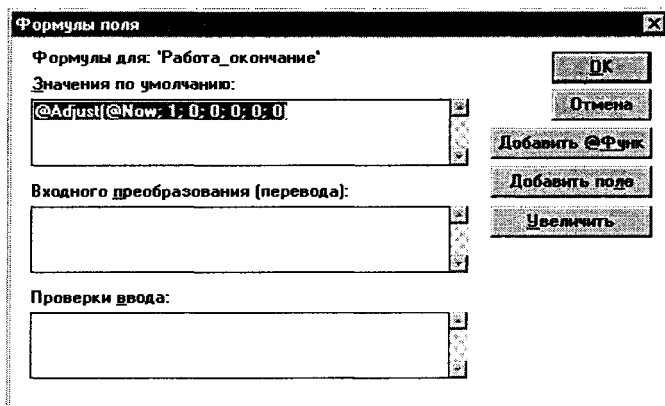 Формулы поля
Формулы для: 'Работа_окончание'
Значения по умолчанию:
@Adjust(@Now; 1; 0; 0; 0; 0; 0)
Входного преобразования (перевода):
Проверки ввода:
OK
Отмена
Добавить @Функ
Добавить поле
Увеличить